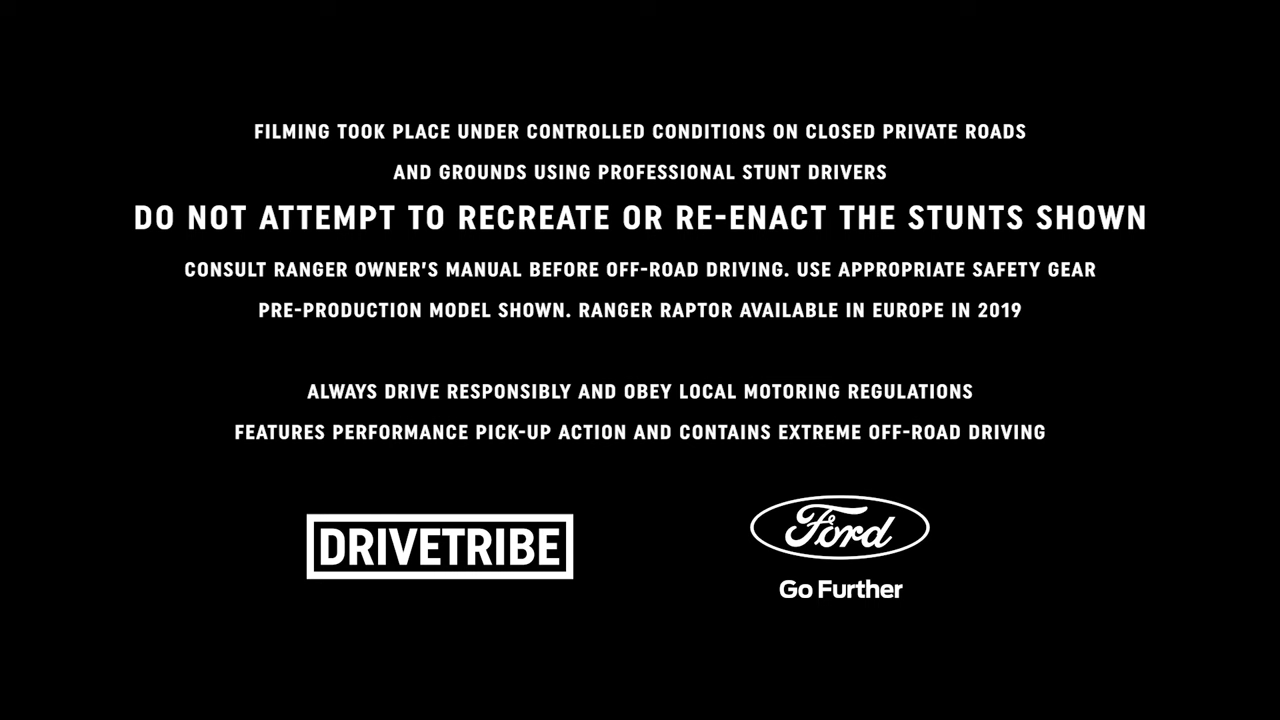 FILMING TOOK PLACE UNDER CONTROLLED CONDITIONS ON CLOSED PRIVATE ROADS
AND GROUNDS USING PROFESSIONAL STUNT DRIVERS
DO NOT ATTEMPT TO RECREATE OR RE-ENACT THE STUNTS SHOWN
CONSULT RANGER OWNER'S MANUAL BEFORE OFF-ROAD DRIVING. USE APPROPRIATE SAFETY GEAR
PRE-PRODUCTION MODEL SHOWN. RANGER RAPTOR AVAILABLE IN EUROPE IN 2019
ALWAYS DRIVE RESPONSIBLY AND OBEY LOCAL MOTORING REGULATIONS
FEATURES PERFORMANCE PICK-UP ACTION AND CONTAINS EXTREME OFF-ROAD DRIVING
DRIVETRIBE
Ford
Go Further